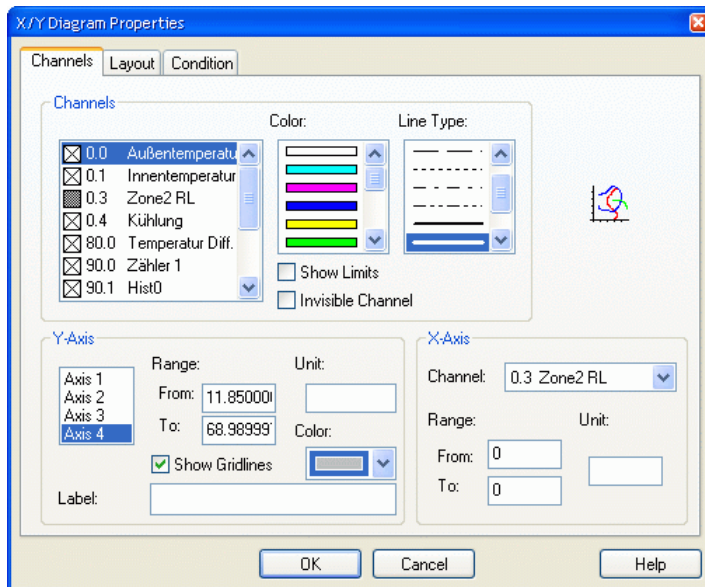 X/Y Diagram Properties
Channels Layout Condition
Channels
Color: Line Type:
0.0 Außentemperatu
0.1 Innentemperatur
0.3 Zone2 RL
0.4 Kühlung
80.0 Temperatur Diff.
90.0 Zähler 1
90.1 Hist0
Show Limits
Invisible Channel
Y-Axis
Axis 1
Axis 2
Axis 3
Axis 4
Range: Unit:
From: 11.85000
To: 68.98999
Color:
Show Gridlines
Label:
X-Axis
Channel: 0.3 Zone2 RL
Range: Unit:
From: 0
To: 0
OK Cancel Help